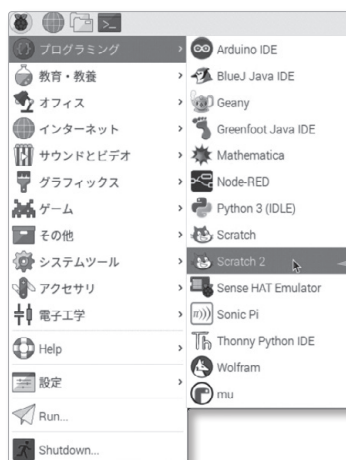 プログラミング
教育・教養
オフィス
インターネット
サウンドとビデオ
グラフィックス
ゲーム
その他
システムツール
アクセサリ
電子工学
Help
設定
Run...
Shutdown...
Arduino IDE
BlueJ Java IDE
Geany
Greenfoot Java IDE
Mathematica
Node-RED
Python 3 (IDLE)
Scratch
Scratch 2
Sense HAT Emulator
Sonic Pi
Thonny Python IDE
Wolfram
mu